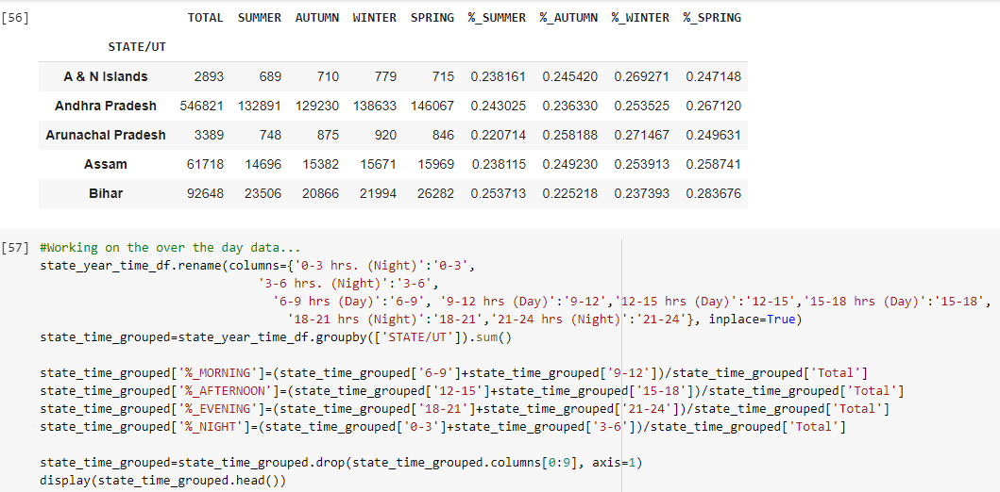 [56] TOTAL SUMMER AUTUMN WINTER SPRING %_SUMMER %_AUTUMN %_WINTER %_SPRING
STATE/UT
A & N Islands 2893 689 710 779 715 0.238161 0.245420 0.269271 0.247148
Andhra Pradesh 546821 132891 129230 138633 146067 0.243025 0.236330 0.253525 0.267120
Arunachal Pradesh 3389 748 875 920 846 0.220714 0.258188 0.271467 0.249631
Assam 61718 14696 15382 15671 15969 0.238115 0.249230 0.253913 0.258741
Bihar 92648 23506 20866 21994 26282 0.253713 0.225218 0.237393 0.283676
[57] #Working on the over the day data...
state_year_time_df.rename(columns={'0-3 hrs. (Night)':'0-3',
'3-6 hrs. (Night)':'3-6',
'6-9 hrs (Day)':'6-9', '9-12 hrs (Day)':'9-12','12-15 hrs (Day)':'12-15','15-18 hrs (Day)':'15-18',
'18-21 hrs (Night)':'18-21','21-24 hrs (Night)':'21-24'}, inplace=True)
state_time_grouped=state_year_time_df.groupby(['STATE/UT']).sum()
state_time_grouped['%_MORNING']=(state_time_grouped['6-9']+state_time_grouped['9-12'])/state_time_grouped['Total']
state_time_grouped['%_AFTERNOON']=(state_time_grouped['12-15']+state_time_grouped['15-18'])/state_time_grouped['Total']
state_time_grouped['%_EVENING']=(state_time_grouped['18-21']+state_time_grouped['21-24'])/state_time_grouped['Total']
state_time_grouped['%_NIGHT']=(state_time_grouped['0-3']+state_time_grouped['3-6'])/state_time_grouped['Total']
state_time_grouped=state_time_grouped.drop(state_time_grouped.columns[0:9], axis=1)
display(state_time_grouped.head())